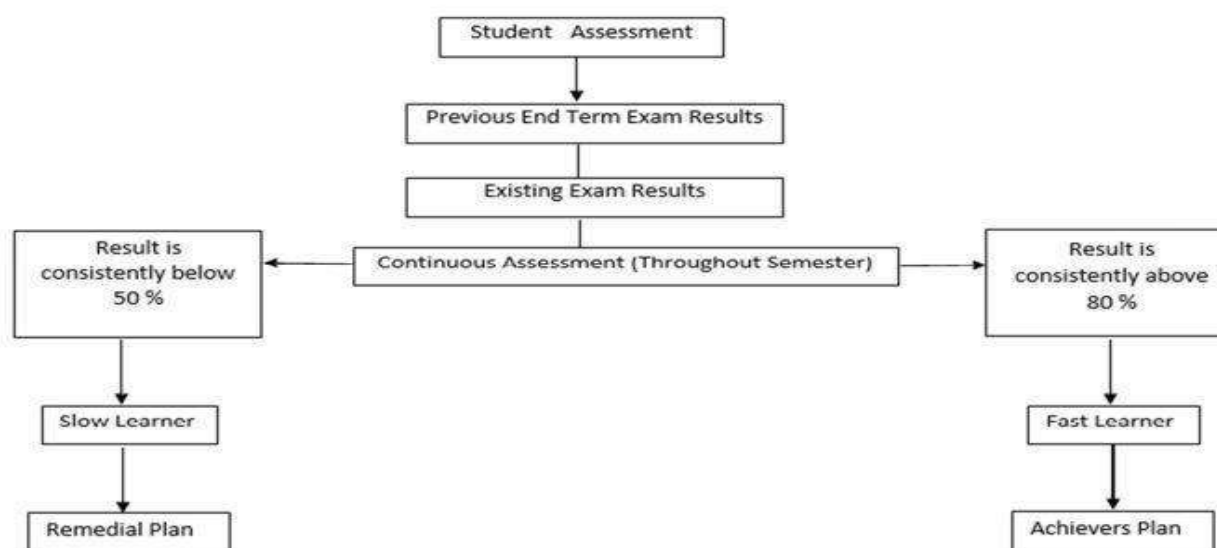 Student Assessment
Previous End Term Exam Results
Existing Exam Results
Continuous Assessment (Throughout Semester)
Result is
consistently below
50 %
Slow Learner
Remedial Plan
Result is
consistently above
80 %
Fast Learner
Achievers Plan